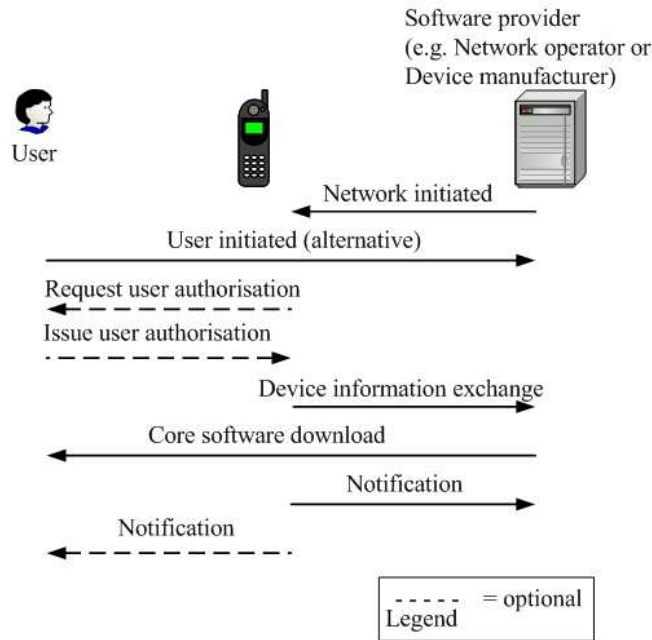 Software provider
(e.g. Network operator or
Device manufacturer)
User
Network initiated
User initiated (alternative)
Request user authorisation
Issue user authorisation
Device information exchange
Core software download
Notification
Notification
= optional
Legend